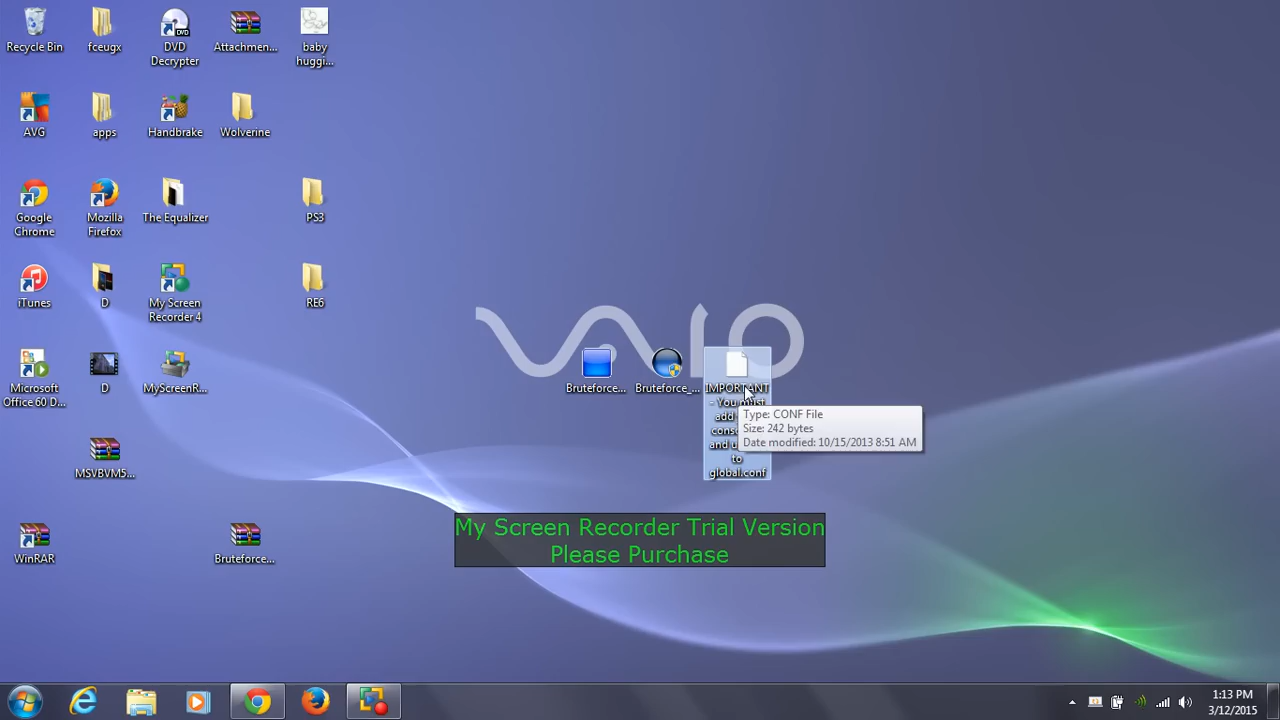 Recycle Bin
fceugx
DVD
Decrypter
Attachmen...
baby
huggi...
DVD
AVG
apps
Handbrake
Wolverine
Google
Chrome
Mozilla
Firefox
The Equalizer
PS3
iTunes
D
My Screen
Recorder 4
RE6
VAIO
Microsoft
Office 60 D...
D
MyScreenR...
Bruteforce...
Bruteforce_...
IMPORTANT
- You must
add
cons
and u
to
global.conf
Type: CONF File
Size: 242 bytes
Date modified: 10/15/2013 8:51 AM
MSVBVM5...
WinRAR
Bruteforce...
My Screen Recorder Trial Version
Please Purchase
1:13 PM
3/12/2015